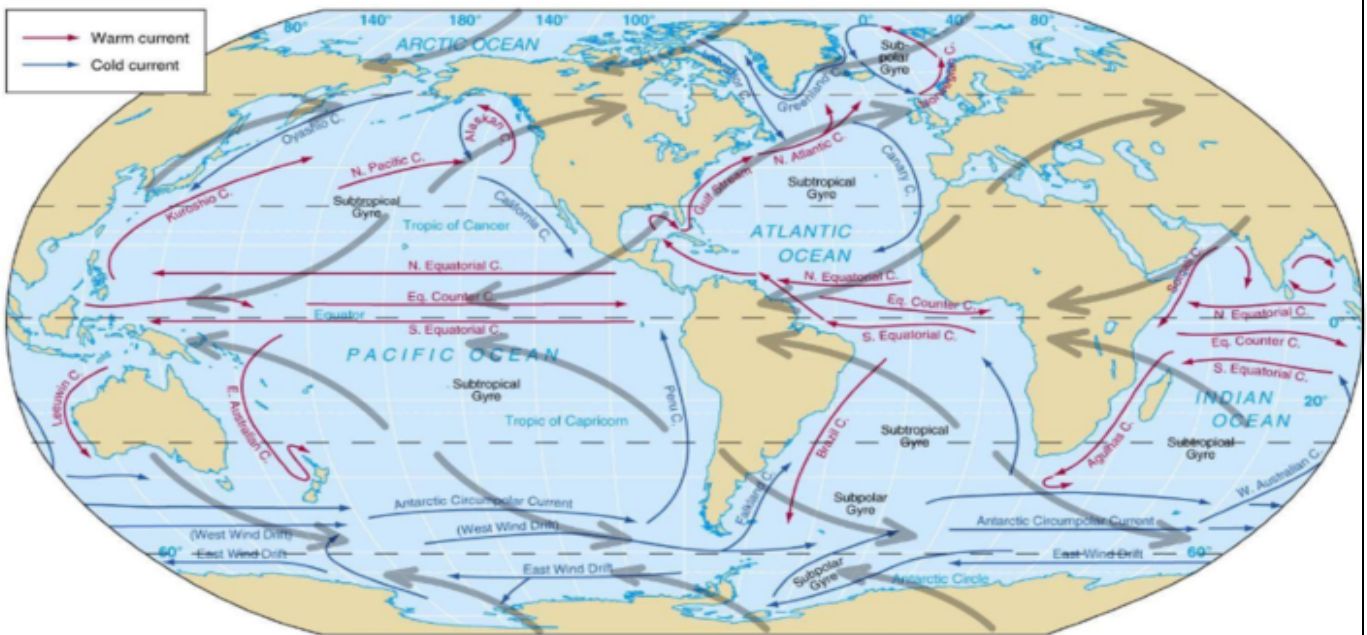 Warm current
Cold current
80°
140°
180°
140°
100°
0°
40°
80°
ARCTIC OCEAN
Sub-
polar
Gyre
Labrador C.
Greenland C.
Norwegian C.
Oyashio C.
Alaskan C.
N. Pacific C.
Kuroshio C.
Subtropical
Gyre
California C.
Tropic of Cancer
Gulf Stream
N. Atlantic C.
Canary C.
Subtropical
Gyre
ATLANTIC
OCEAN
N. Equatorial C.
Eq. Counter C.
Equator
S. Equatorial C.
N. Equatorial C.
Eq. Counter C.
S. Equatorial C.
Somali C.
N. Equatorial C.
0°
Eq. Counter C.
S. Equatorial C.
PACIFIC OCEAN
Subtropical
Gyre
Tropic of Capricorn
Leeuwin C.
E. Australian C.
Peru C.
Brazil C.
Subtropical
Gyre
INDIAN
OCEAN
20°
Agulhas C.
Subtropical
Gyre
W. Australian C.
Antarctic Circumpolar Current
(West Wind Drift)
(West Wind Drift)
Falkland C.
Subpolar
Gyre
Antarctic Circumpolar Current
60°
East Wind Drift
East Wind Drift
Subpolar
Gyre
East Wind Drift
60°
Antarctic Circle